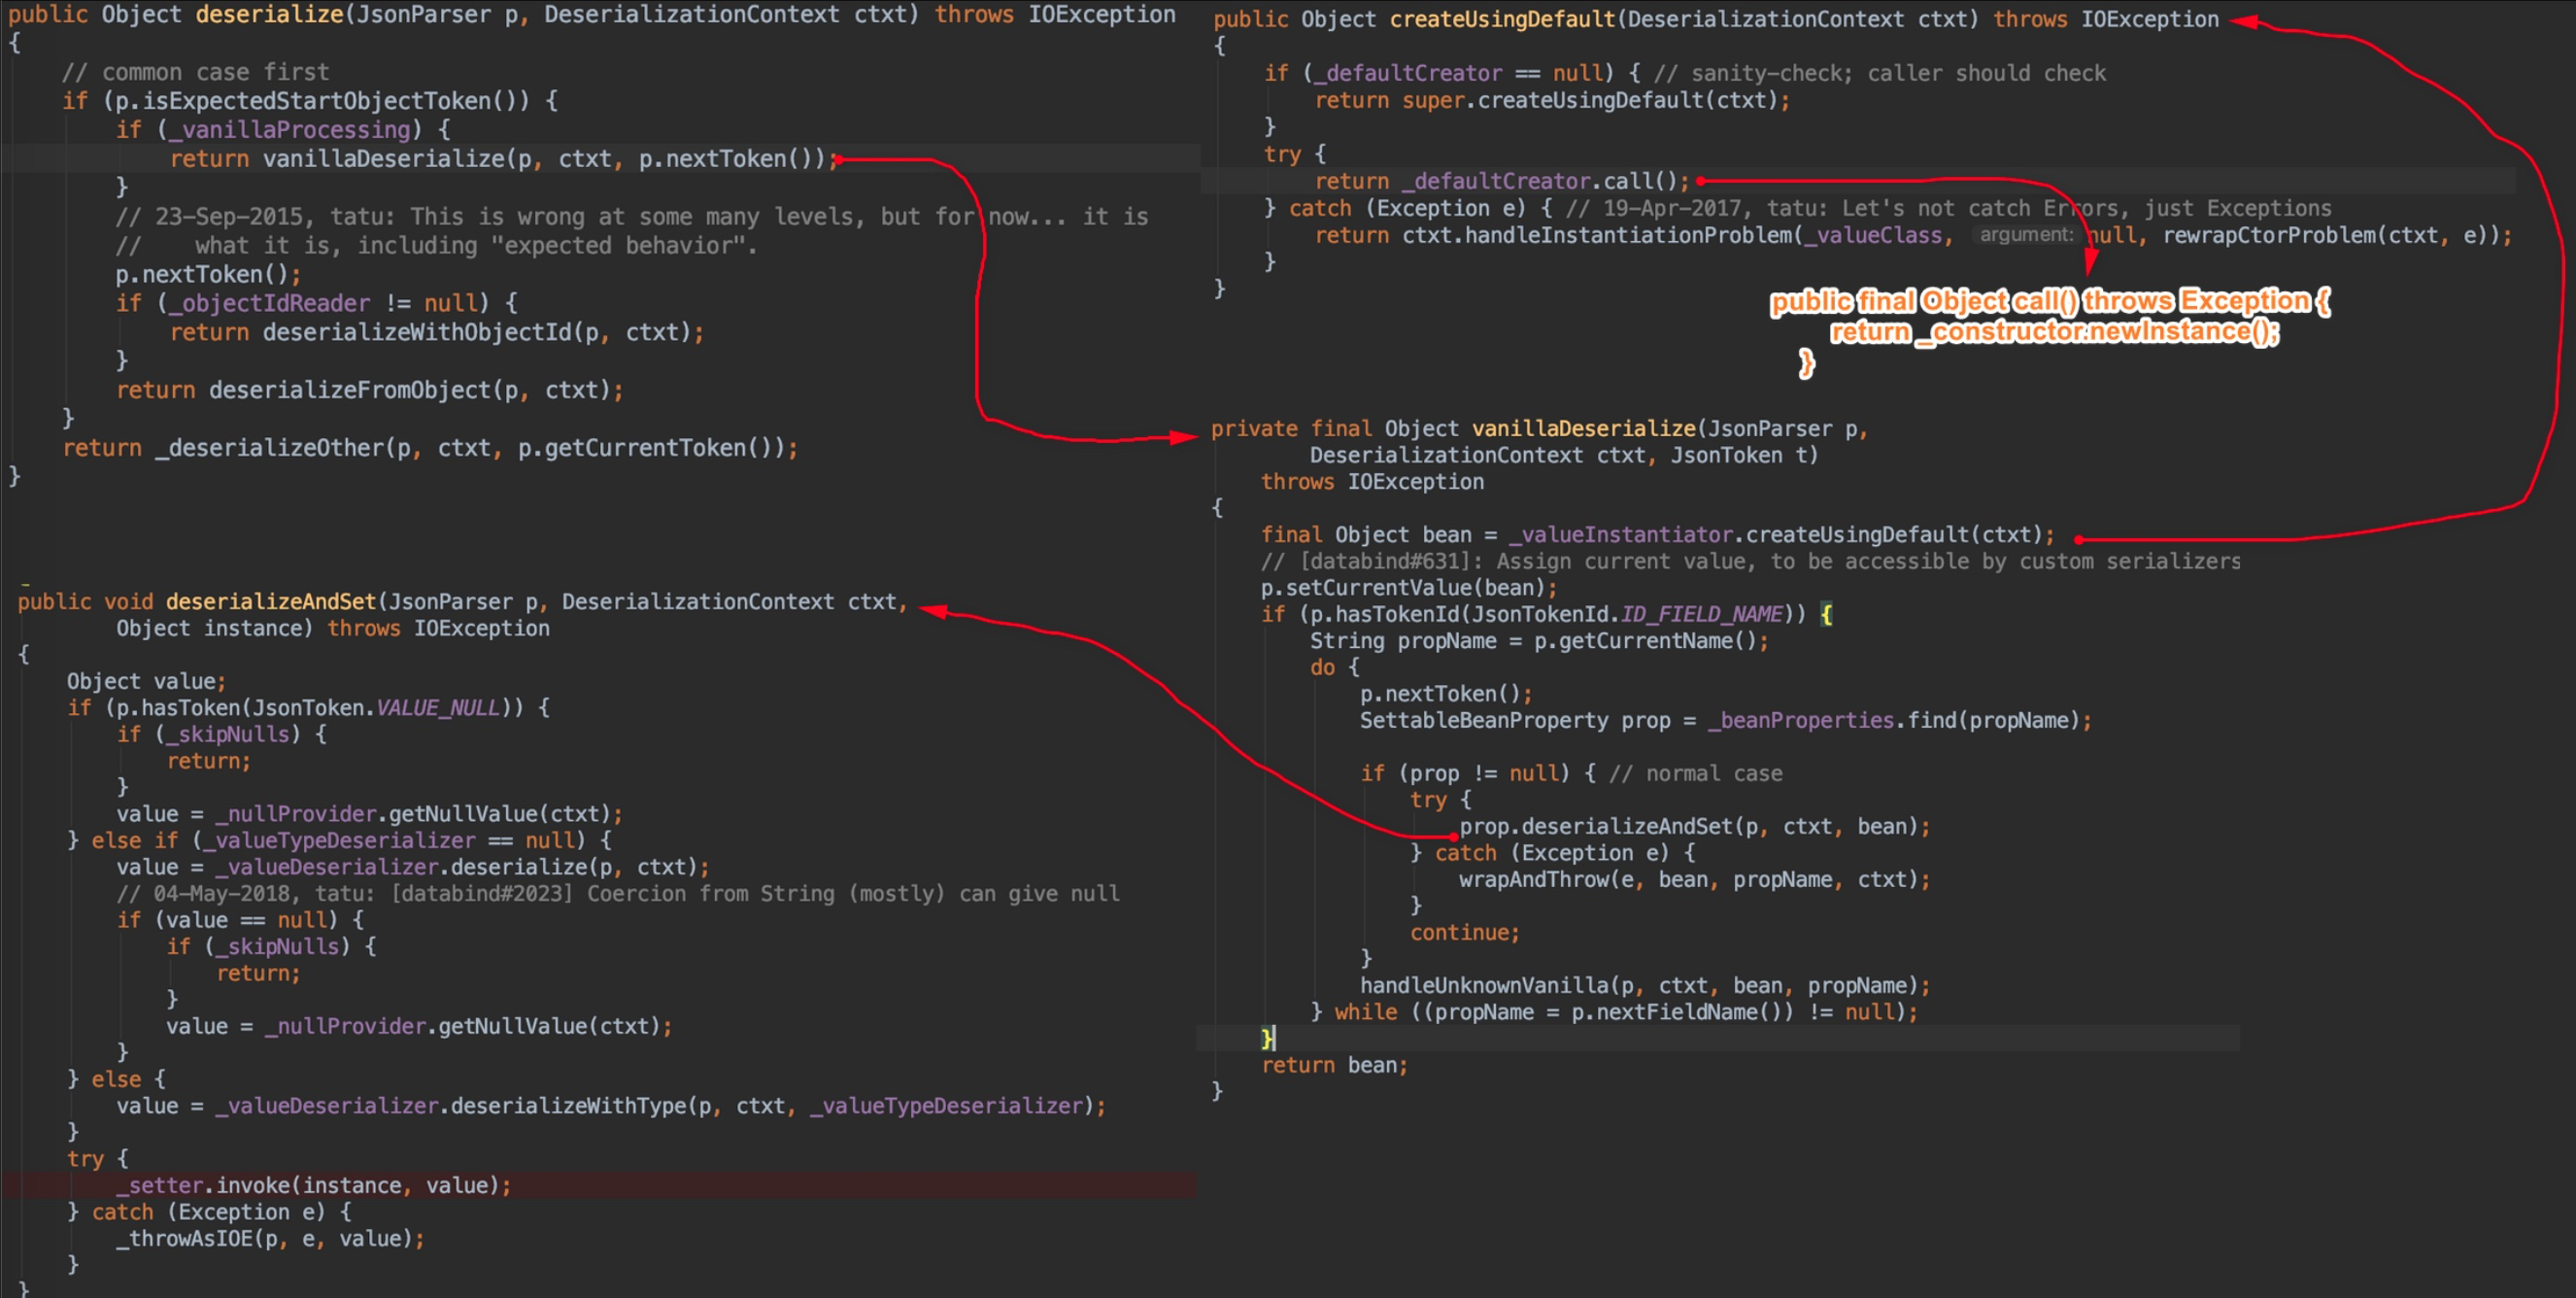 public Object deserialize(JsonParser p, DeserializationContext ctxt) throws IOException
{
// common case first
if (p.isExpectedStartObjectToken()) {
if (_vanillaProcessing) {
return vanillaDeserialize(p, ctxt, p.nextToken());
}
// 23-Sep-2015, tatu: This is wrong at some many levels, but for now... it is
//    what it is, including "expected behavior".
p.nextToken();
if (_objectIdReader != null) {
return deserializeWithObjectId(p, ctxt);
}
return deserializeFromObject(p, ctxt);
}
return _deserializeOther(p, ctxt, p.getCurrentToken());
}
public void deserializeAndSet(JsonParser p, DeserializationContext ctxt,
Object instance) throws IOException
{
Object value;
if (p.hasToken(JsonToken.VALUE_NULL)) {
if (_skipNulls) {
return;
}
value = _nullProvider.getNullValue(ctxt);
} else if (_valueTypeDeserializer == null) {
value = _valueDeserializer.deserialize(p, ctxt);
// 04-May-2018, tatu: [databind#2023] Coercion from String (mostly) can give null
if (value == null) {
if (_skipNulls) {
return;
}
value = _nullProvider.getNullValue(ctxt);
}
} else {
value = _valueDeserializer.deserializeWithType(p, ctxt, _valueTypeDeserializer);
}
try {
_setter.invoke(instance, value);
} catch (Exception e) {
_throwAsIOE(p, e, value);
}
}
public Object createUsingDefault(DeserializationContext ctxt) throws IOException
{
if (_defaultCreator == null) { // sanity-check; caller should check
return super.createUsingDefault(ctxt);
}
try {
return _defaultCreator.call();
} catch (Exception e) { // 19-Apr-2017, tatu: Let's not catch Errors, just Exceptions
return ctxt.handleInstantiationProblem(_valueClass, argument: null, rewrapCtorProblem(ctxt, e));
}
}
public final Object call() throws Exception {
return _constructor.newInstance();
}
private final Object vanillaDeserialize(JsonParser p,
DeserializationContext ctxt, JsonToken t)
throws IOException
{
final Object bean = _valueInstantiator.createUsingDefault(ctxt);
// [databind#631]: Assign current value, to be accessible by custom serializers
p.setCurrentValue(bean);
if (p.hasTokenId(JsonTokenId.ID_FIELD_NAME)) {
String propName = p.getCurrentName();
do {
p.nextToken();
SettableBeanProperty prop = _beanProperties.find(propName);
if (prop != null) { // normal case
try {
prop.deserializeAndSet(p, ctxt, bean);
} catch (Exception e) {
wrapAndThrow(e, bean, propName, ctxt);
}
continue;
}
handleUnknownVanilla(p, ctxt, bean, propName);
} while ((propName = p.nextFieldName()) != null);
}
return bean;
}